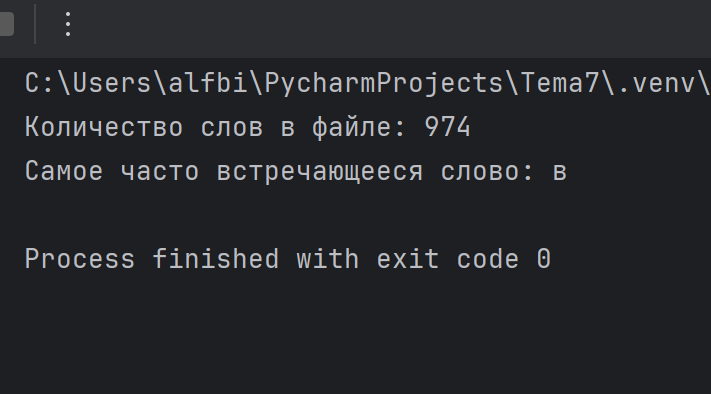 C:\Users\alfbi\PycharmProjects\Tema7\.venv\
Количество слов в файле: 974
Самое часто встречающееся слово: в
Process finished with exit code 0